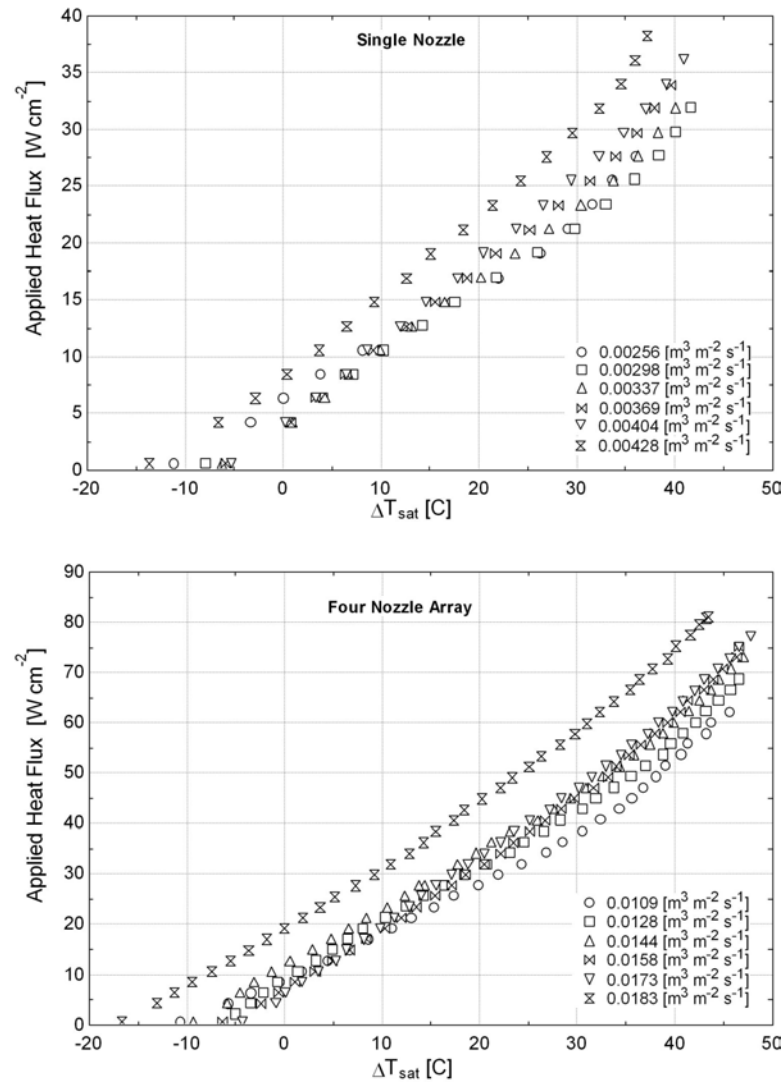 Single Nozzle
Applied Heat Flux [W cm-2]
40
35
30
25
20
15
10
5
0
0.00256 [m3 m-2 s-1]
0.00298 [m3 m-2 s-1]
0.00337 [m3 m-2 s-1]
0.00369 [m3 m-2 s-1]
0.00404 [m3 m-2 s-1]
0.00428 [m3 m-2 s-1]
-20 -10 0 10 20 30 40 50
ΔTsat [C]
Four Nozzle Array
Applied Heat Flux [W cm-2]
90
80
70
60
50
40
30
20
10
0
0.0109 [m3 m-2 s-1]
0.0128 [m3 m-2 s-1]
0.0144 [m3 m-2 s-1]
0.0158 [m3 m-2 s-1]
0.0173 [m3 m-2 s-1]
0.0183 [m3 m-2 s-1]
-20 -10 0 10 20 30 40 50
ΔTsat [C]